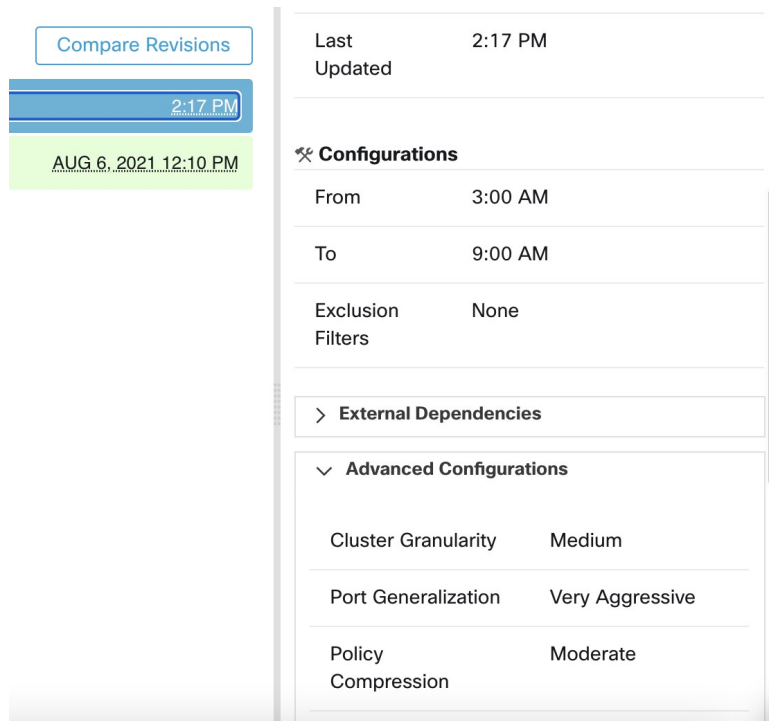 Compare Revisions
2:17 PM
AUG 6, 2021 12:10 PM
Last
Updated
2:17 PM
Configurations
From 3:00 AM
To 9:00 AM
Exclusion
Filters
None
External Dependencies
Advanced Configurations
Cluster Granularity Medium
Port Generalization Very Aggressive
Policy
Compression
Moderate